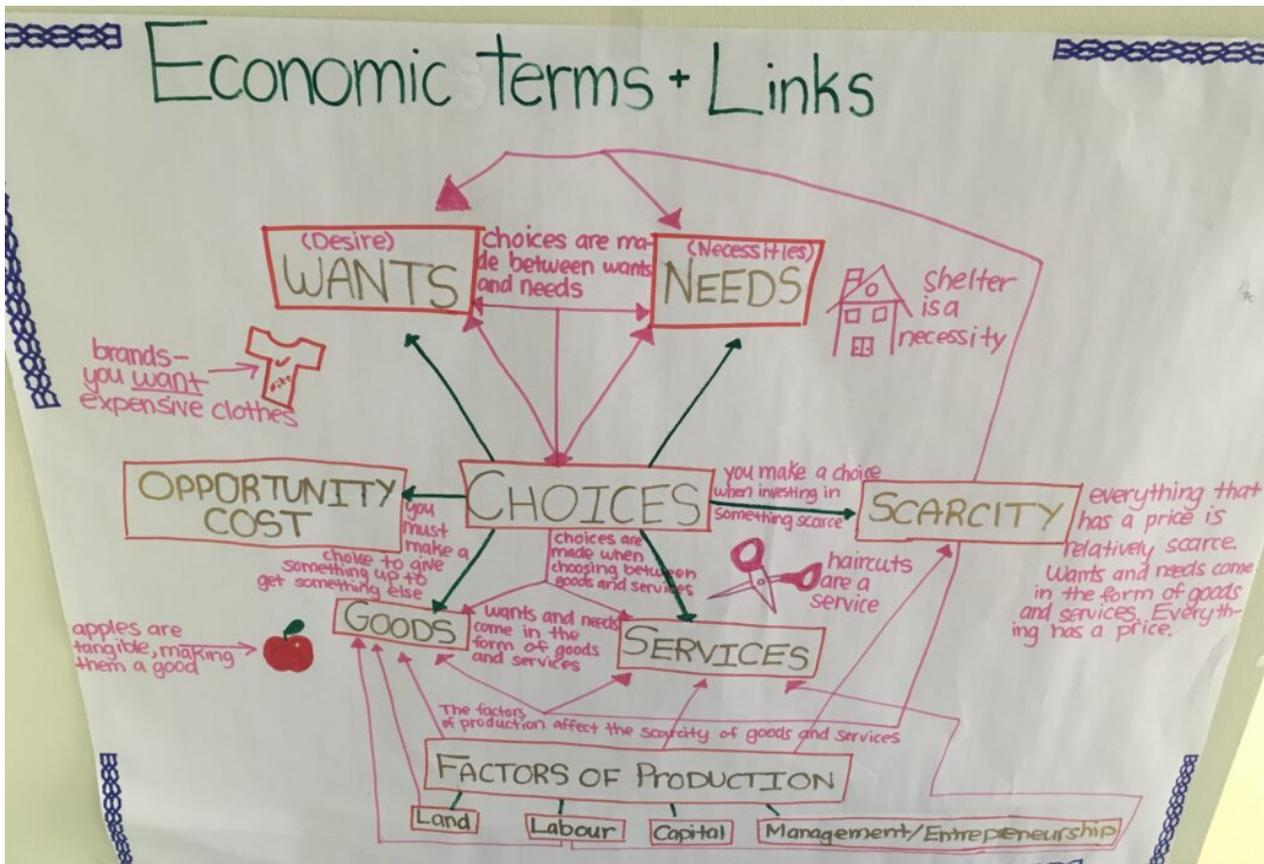 Economic Terms + Links
(Desire)
WANTS
choices are ma-
de between wants
and needs
(Necessities)
NEEDS
shelter
is a
necessity
brands-
you want
expensive clothes
Nike
OPPORTUNITY
COST
CHOICES
you make a choice
when investing in
something scarce
SCARCITY
everything that
has a price is
relatively scarce.
Wants and needs come
in the form of goods
and services. Everyth-
ing has a price.
you
must
make a
choice to give
something up to
get something else
choices are
made when
choosing between
goods and services
haircuts
are a
service
apples are
tangible, making
them a good
GOODS
wants and needs
come in the
form of goods
and services
SERVICES
The factors
of production affect the scarcity of goods and services
FACTORS OF PRODUCTION
Land
Labour
Capital
Management/Entrepreneurship